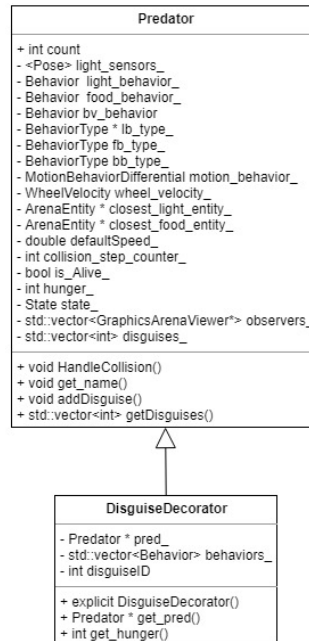 Predator
+ int count
- <Pose> light_sensors_
- Behavior light_behavior_
- Behavior food_behavior_
- Behavior bv_behavior
- BehaviorType * lb_type_
- BehaviorType fb_type_
- BehaviorType bb_type_
- MotionBehaviorDifferential motion_behavior_
- WheelVelocity wheel_velocity_
- ArenaEntity * closest_light_entity_
- ArenaEntity * closest_food_entity_
- double defaultSpeed_
- int collision_step_counter_
- bool is_Alive_
- int hunger_
- State state_
- std::vector<GraphicsArenaViewer*> observers_
- std::vector<int> disguises_
+ void HandleCollision()
+ void get_name()
+ void addDisguise()
+ std::vector<int> getDisguises()
DisguiseDecorator
- Predator * pred_
- std::vector<Behavior> behaviors_
- int disguiseID
+ explicit DisguiseDecorator()
+ Predator * get_pred()
+ int get_hunger()